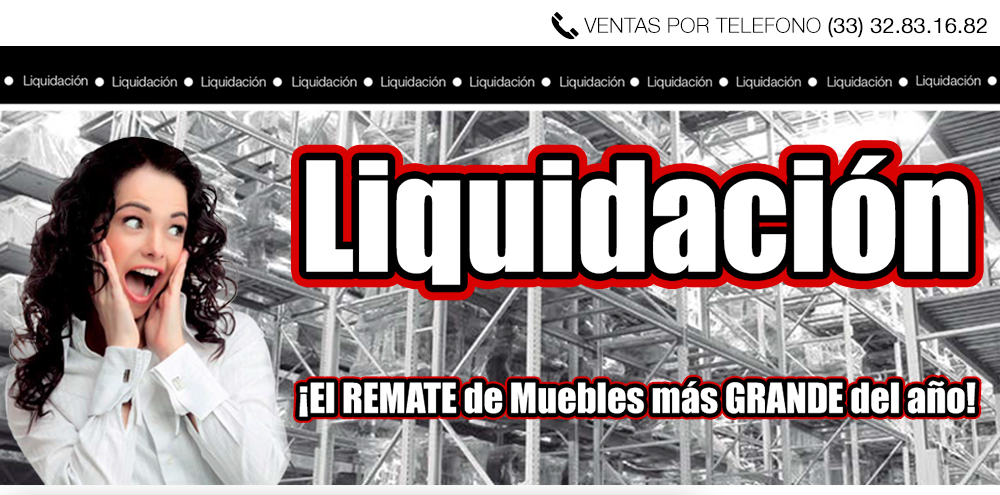 VENTAS POR TELEFONO (33) 32.83.16.82
Liquidación Liquidación Liquidación Liquidación Liquidación Liquidación Liquidación Liquidación Liquidación Liquidación Liquidación
Liquidación
¡El REMATE de Muebles más GRANDE del año!